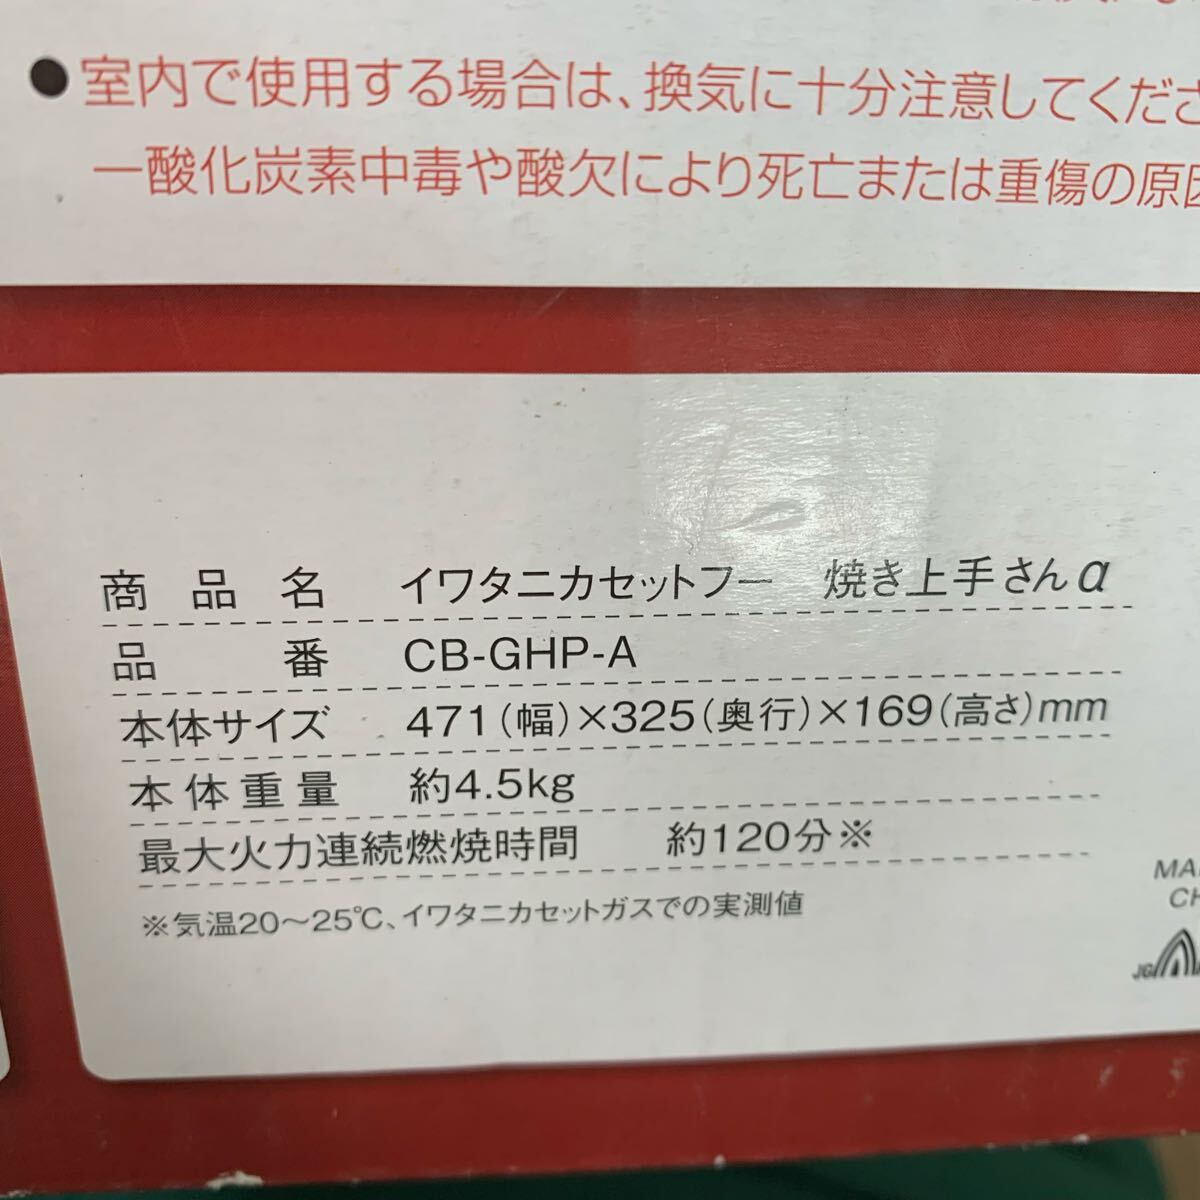 ●室内で使用する場合は、換気に十分注意してくださ
一酸化炭素中毒や酸欠により死亡または重傷の原因
商品名 イワタニカセットフー 焼き上手さんα
品番 CB-GHP-A
本体サイズ 471(幅)×325(奥行)×169(高さ)mm
本体重量 約4.5kg
最大火力連続燃焼時間 約120分※
※気温20～25℃、イワタニカセットガスでの実測値